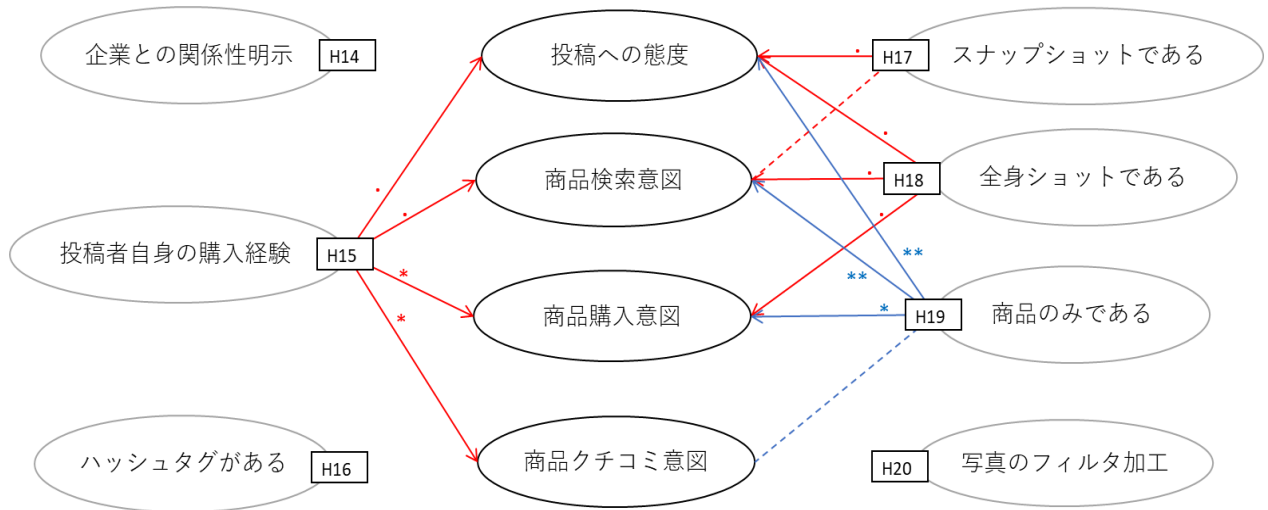 企業との関係性明示
H14
投稿への態度
H17
スナップショットである
.
.
商品検索意図
H18
全身ショットである
.
.
.
.
投稿者自身の購入経験
H15
*
*
**
**
商品購入意図
*
H19
商品のみである
ハッシュタグがある
H16
商品クチコミ意図
H20
写真のフィルタ加工